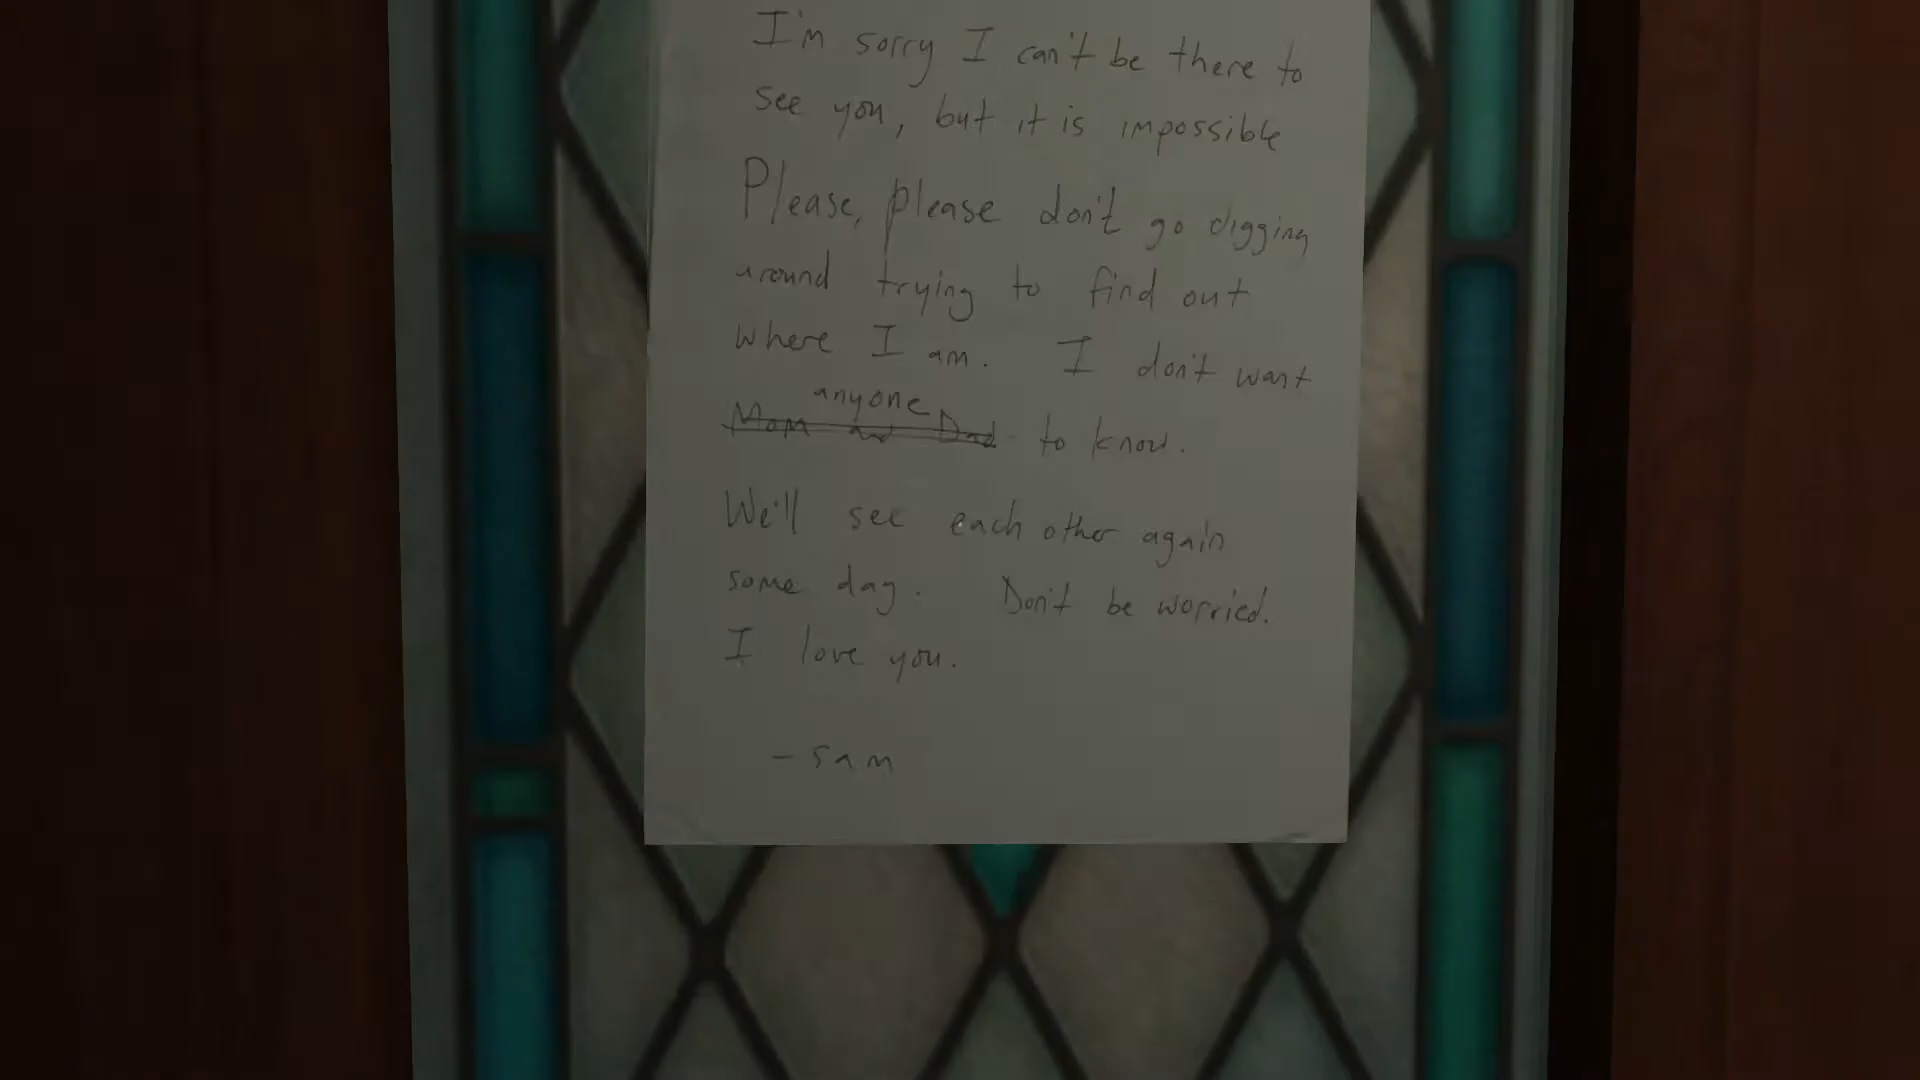 I'm sorry I can't be there to
see you, but it is impossible
Please, please don't go digging
around trying to find out
where I am. I don't want
anyone
Mom and Dad to know.
We'll see each other again
some day. Don't be worried.
I love you.
- Sam